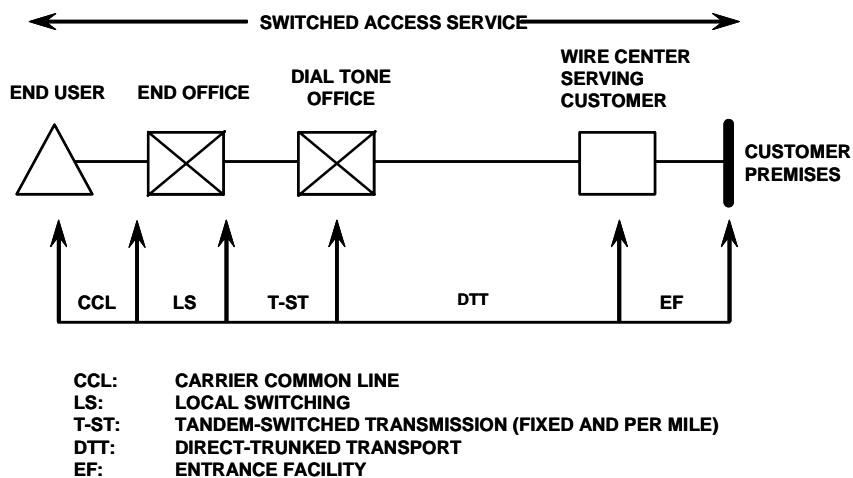 SWITCHED ACCESS SERVICE
END USER
END OFFICE
DIAL TONE
OFFICE
WIRE CENTER
SERVING
CUSTOMER
CUSTOMER
PREMISES
CCL
LS
T-ST
DTT
EF
CCL: CARRIER COMMON LINE
LS: LOCAL SWITCHING
T-ST: TANDEM-SWITCHED TRANSMISSION (FIXED AND PER MILE)
DTT: DIRECT-TRUNKED TRANSPORT
EF: ENTRANCE FACILITY